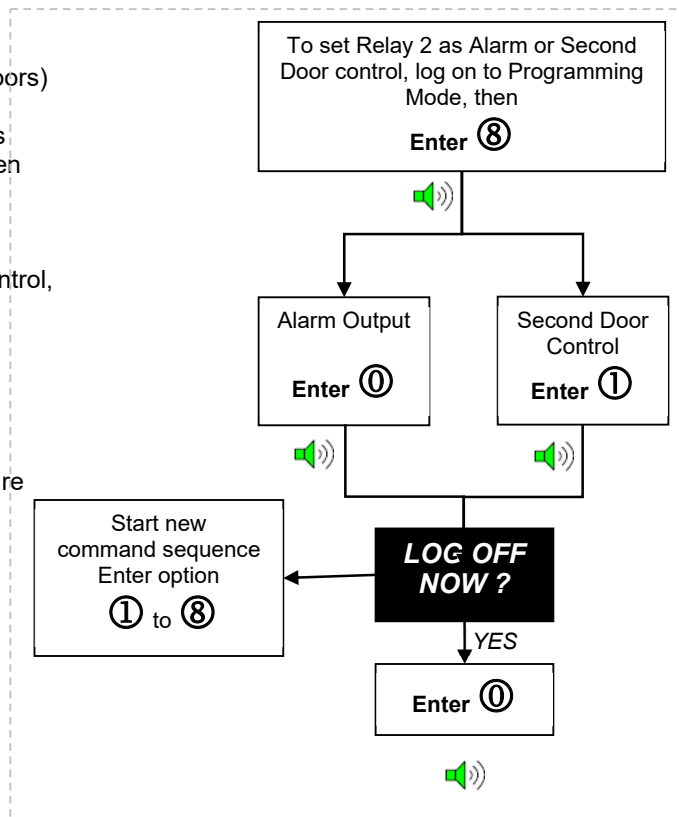 oors)
s
en
ntrol,
re
To set Relay 2 as Alarm or Second
Door control, log on to Programming
Mode, then
Enter ⑧
Alarm Output
Enter ⓪
Second Door
Control
Enter ①
LOG OFF
NOW ?
Start new
command sequence
Enter option
① to ⑧
YES
Enter ⓪